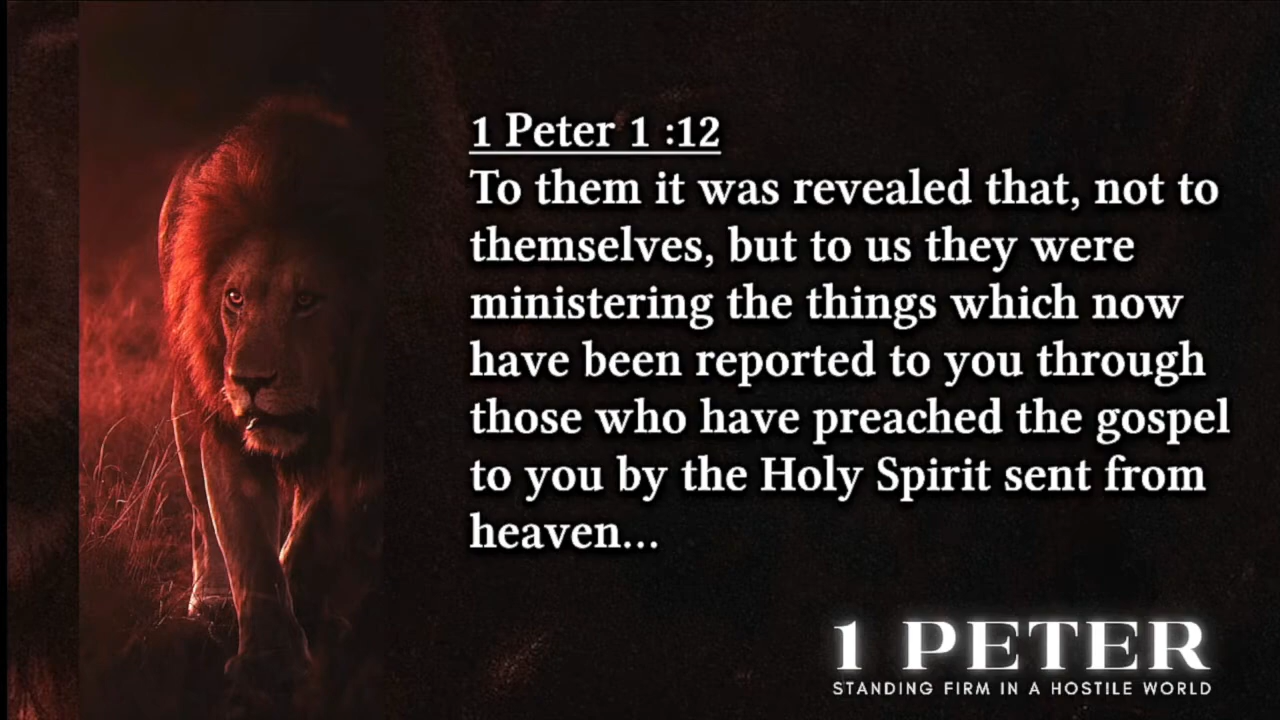 1 Peter 1 :12
To them it was revealed that, not to
themselves, but to us they were
ministering the things which now
have been reported to you through
those who have preached the gospel
to you by the Holy Spirit sent from
heaven...
1 PETER
STANDING FIRM IN A HOSTILE WORLD